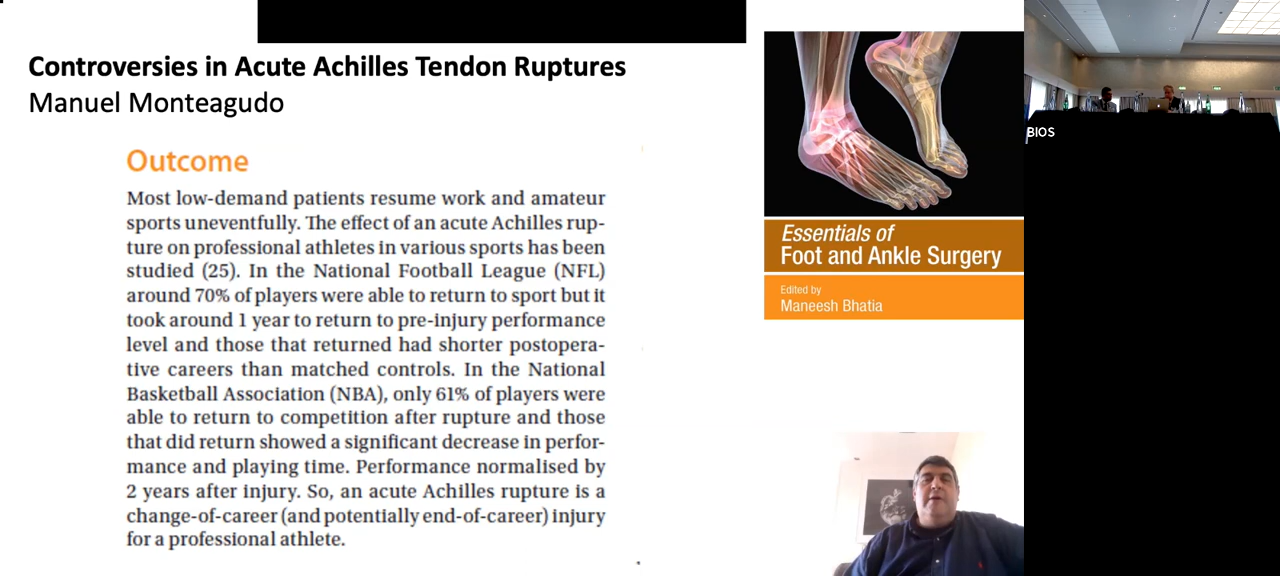 Controversies in Acute Achilles Tendon Ruptures
Manuel Monteagudo
Outcome
Most low-demand patients resume work and amateur
sports uneventfully. The effect of an acute Achilles rup-
ture on professional athletes in various sports has been
studied (25). In the National Football League (NFL)
around 70% of players were able to return to sport but it
took around 1 year to return to pre-injury performance
level and those that returned had shorter postopera-
tive careers than matched controls. In the National
Basketball Association (NBA), only 61% of players were
able to return to competition after rupture and those
that did return showed a significant decrease in perfor-
mance and playing time. Performance normalised by
2 years after injury. So, an acute Achilles rupture is a
change-of-career (and potentially end-of-career) injury
for a professional athlete.
Essentials of
Foot and Ankle Surgery
Edited by
Maneesh Bhatia
BIOS